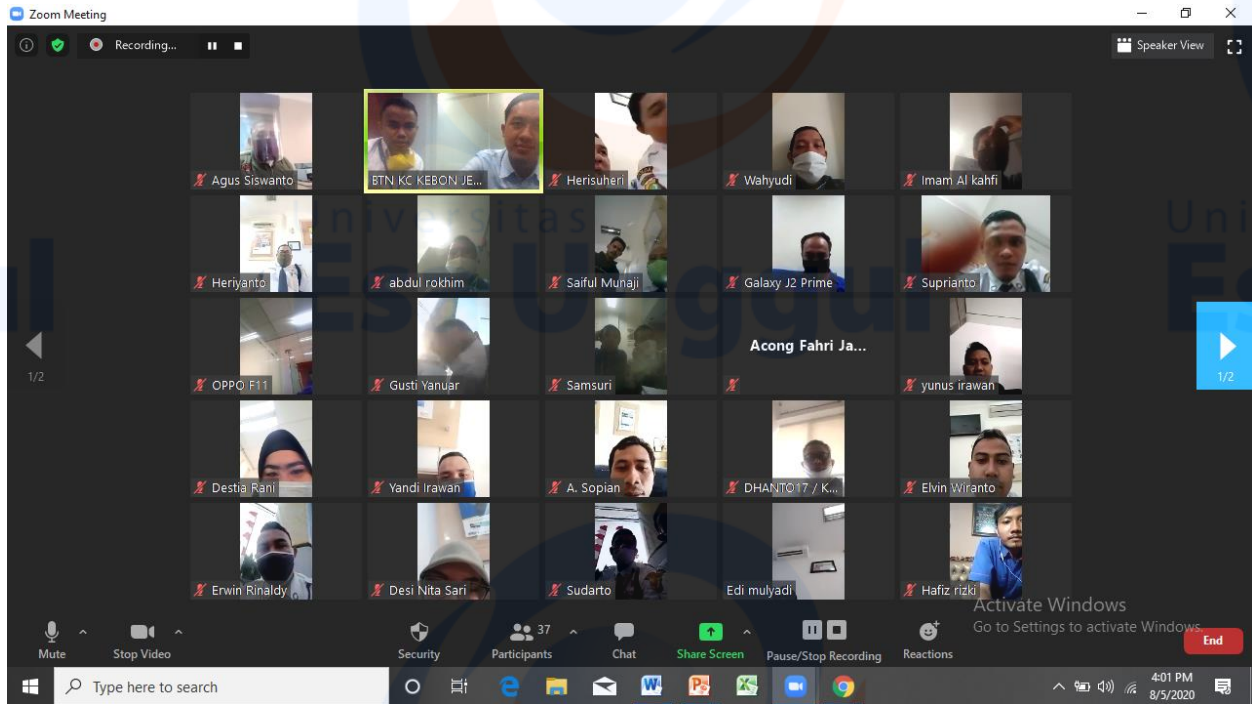 Zoom Meeting
Recording...
Speaker View
Agus Siswanto
BTN KC KEBON JE...
Herisuheri
Wahyudi
Imam Al kahfi
Heriyanto
abdul rokhim
Saiful Munaji
Galaxy J2 Prime
Suprianto
Universitas
Esa Unggul
OPPO F11
Gusti Yanuar
Samsuri
Acong Fahri Ja...
yunus irawan
1/2
1/2
Destia Rani
Yandi Irawan
A. Sopian
DHANTO17 / K...
Elvin Wiranto
Erwin Rinaldy
Desi Nita Sari
Sudarto
Edi mulyadi
Hafiz rizki
Activate Windows
Go to Settings to activate Windows.
Mute
Stop Video
Security
Participants
37
Chat
Share Screen
Pause/Stop Recording
Reactions
End
Type here to search
4:01 PM
8/5/2020